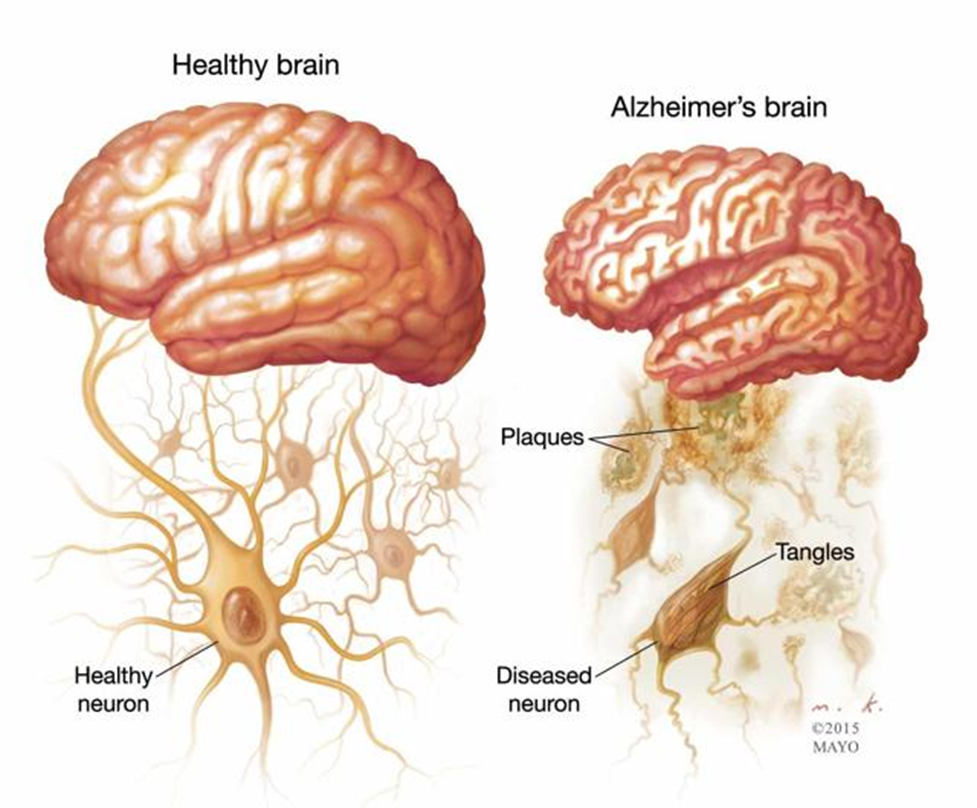 Healthy brain
Alzheimer's brain
Plaques
Tangles
Healthy
neuron
Diseased
neuron
m. k.
©2015
MAYO